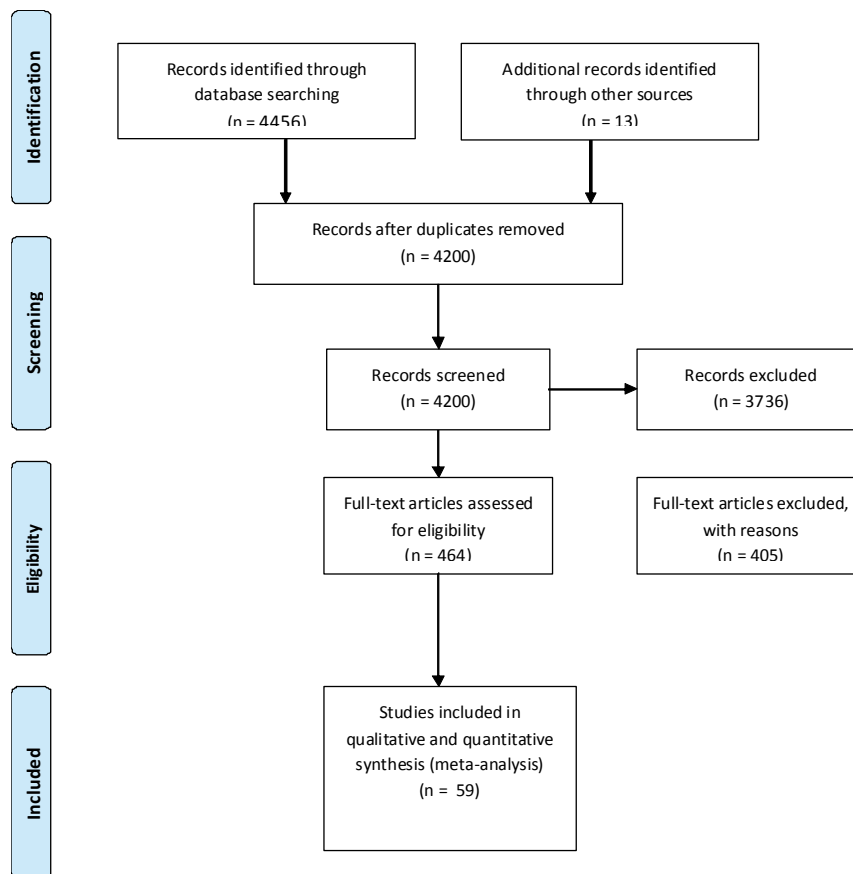 Identification
Records identified through
database searching
(n = 4456)
Additional records identified
through other sources
(n = 13)
Records after duplicates removed
(n = 4200)
Screening
Records screened
(n = 4200)
Records excluded
(n = 3736)
Eligibility
Full-text articles assessed
for eligibility
(n = 464)
Full-text articles excluded,
with reasons
(n = 405)
Included
Studies included in
qualitative and quantitative
synthesis (meta-analysis)
(n = 59)